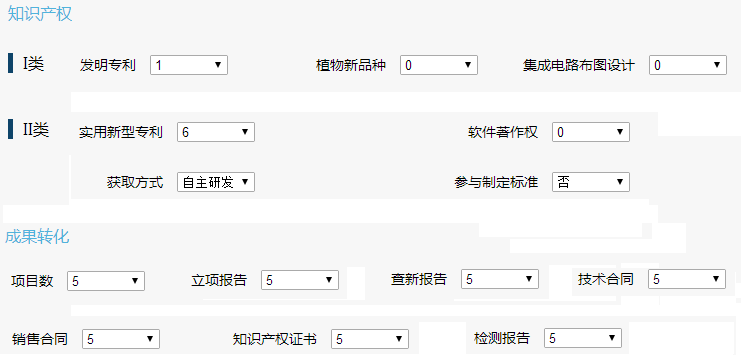 知识产权
I类 发明专利 1 植物新品种 0 集成电路布图设计 0
II类 实用新型专利 6 软件著作权 0
获取方式 自主研发 参与制定标准 否
成果转化
项目数 5 立项报告 5 查新报告 5 技术合同 5
销售合同 5 知识产权证书 5 检测报告 5